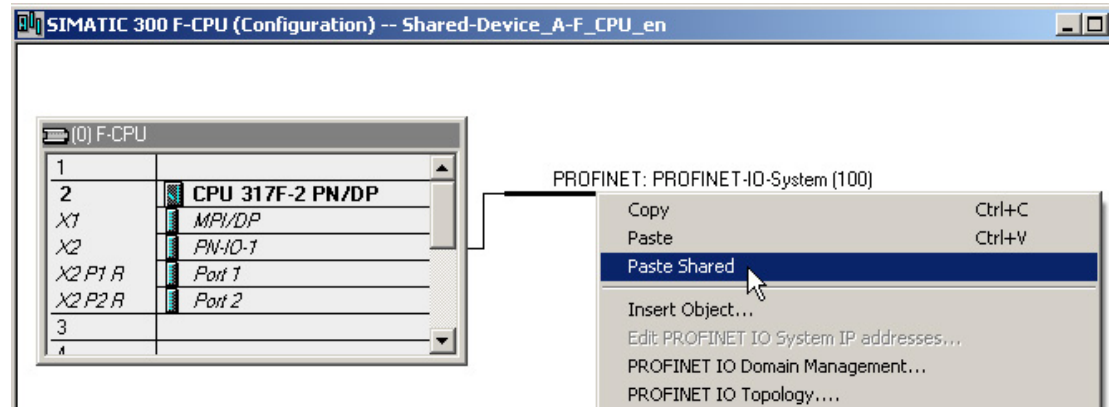 SIMATIC 300 F-CPU (Configuration) -- Shared-Device_A-F_CPU_en
(0) F-CPU
1
2 CPU 317F-2 PN/DP
X1 MPI/DP
X2 PN-IO-1
X2 P1 R Port 1
X2 P2 R Port 2
3
4
PROFINET: PROFINET-IO-System (100)
Copy Ctrl+C
Paste Ctrl+V
Paste Shared
Insert Object...
Edit PROFINET IO System IP addresses...
PROFINET IO Domain Management...
PROFINET IO Topology....